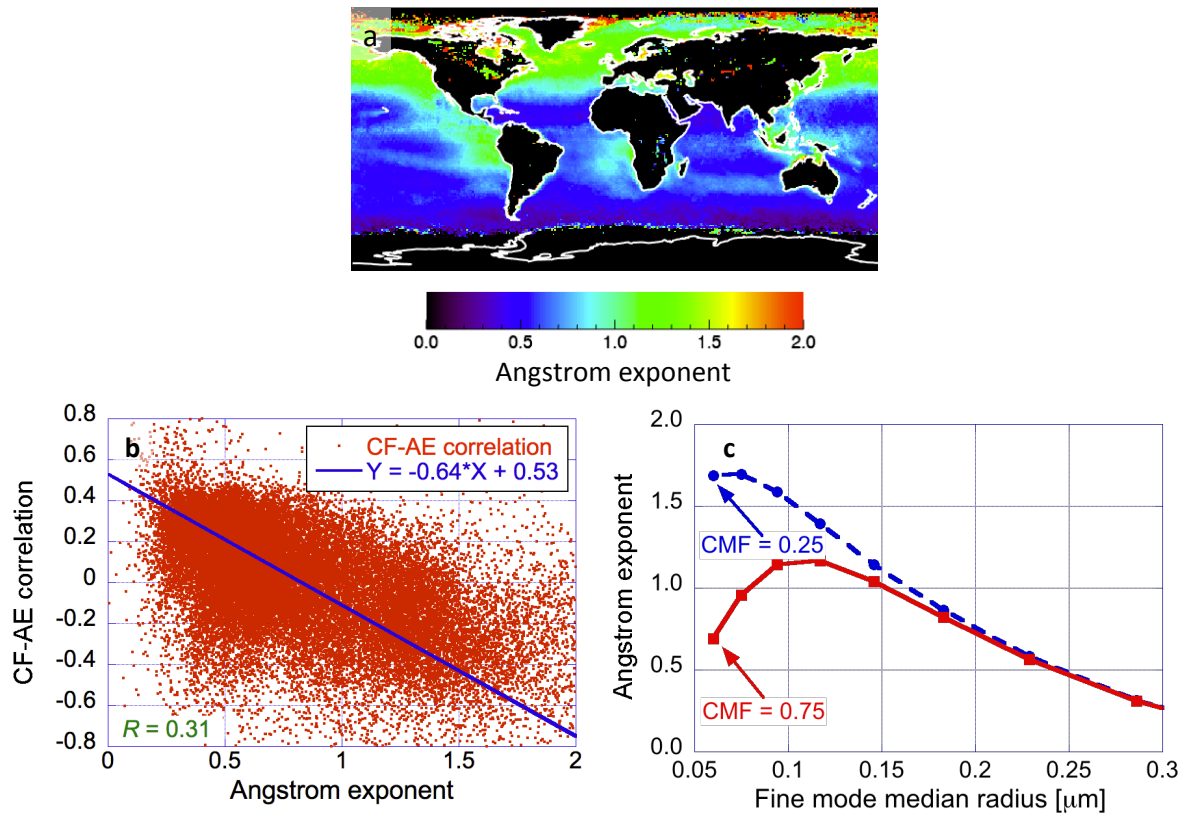 a
0.0 0.5 1.0 1.5 2.0
Angstrom exponent
b
CF-AE correlation
Y = -0.64*X + 0.53
R = 0.31
0.8
0.6
0.4
0.2
0
-0.2
-0.4
-0.6
-0.8
0 0.5 1 1.5 2
CF-AE correlation
Angstrom exponent
c
CMF = 0.25
CMF = 0.75
2.0
1.5
1.0
0.5
0.0
0.05 0.1 0.15 0.2 0.25 0.3
Angstrom exponent
Fine mode median radius [μm]